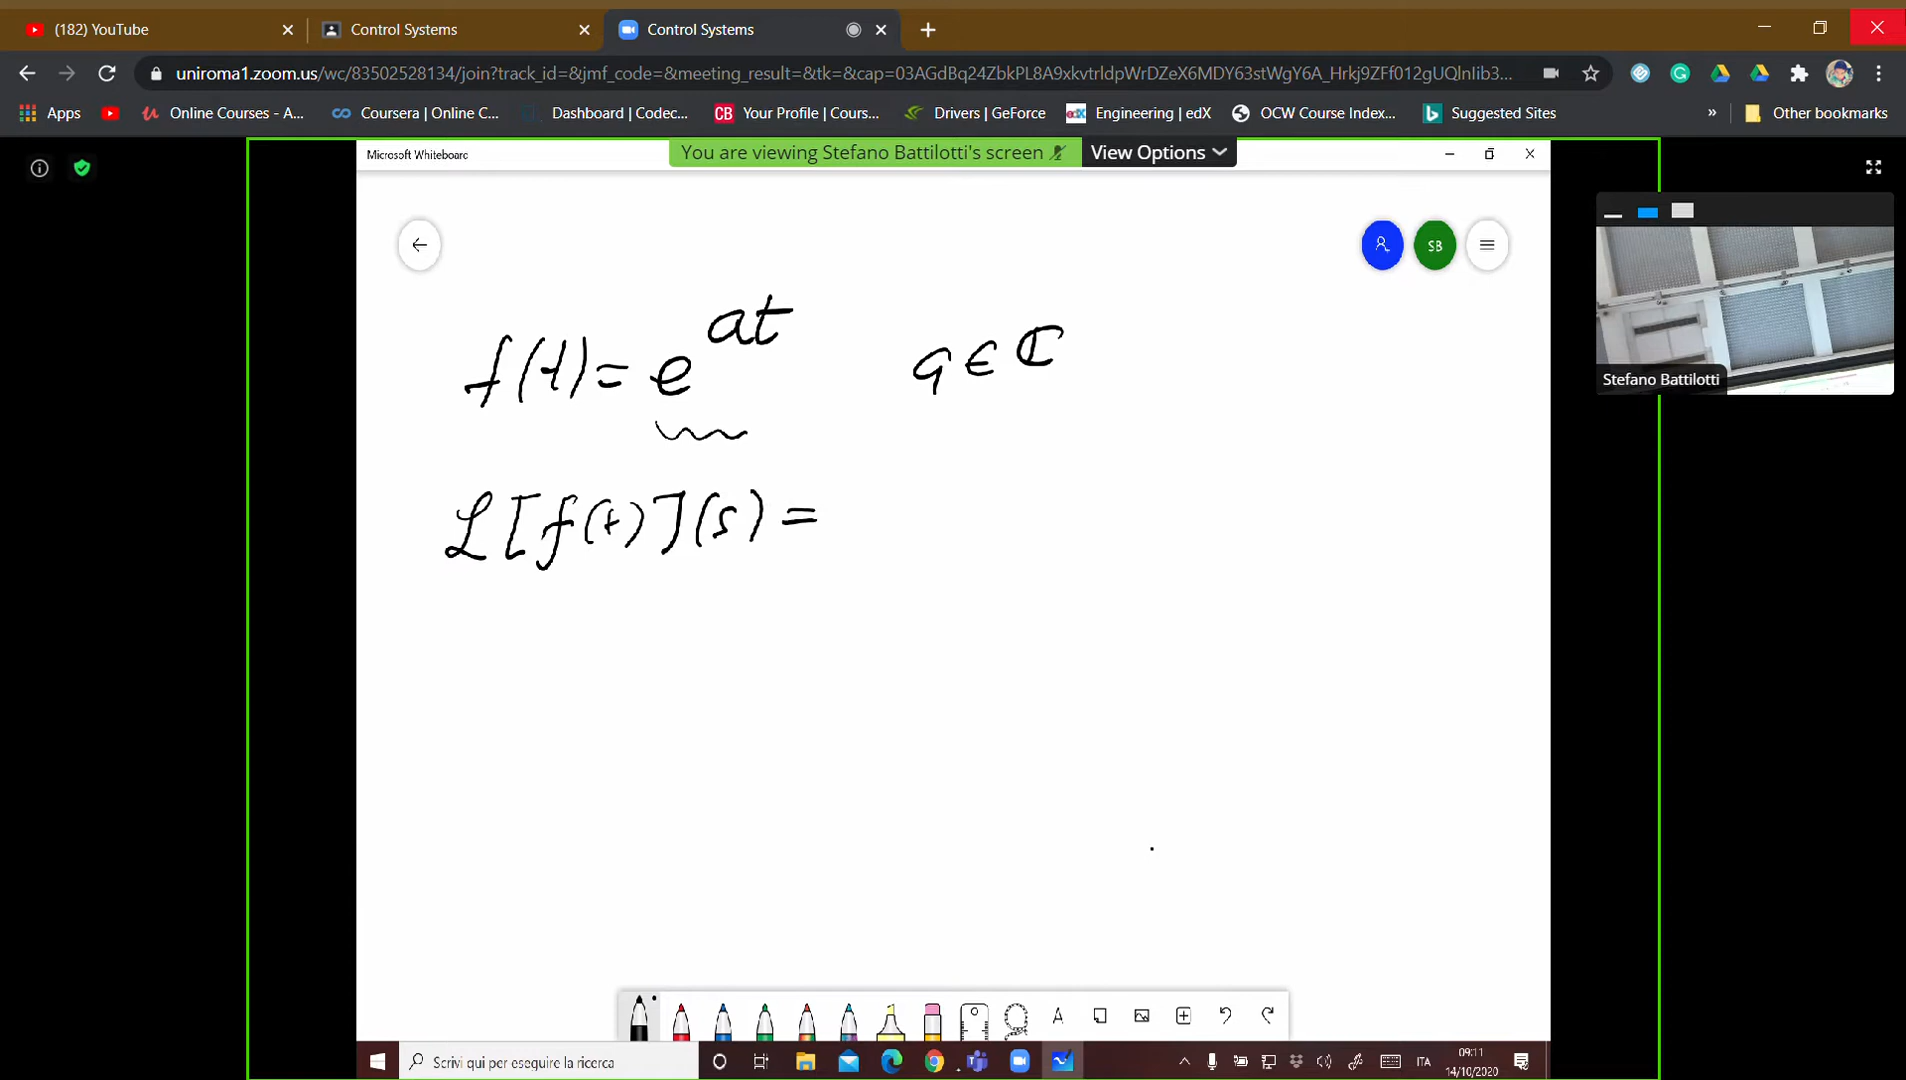 (182) YouTube
Control Systems
Control Systems
uniroma1.zoom.us/wc/83502528134/join?track_id=&jmf_code=&meeting_result=&tk=&cap=03AGdBq24ZbkPL8A9xkvtrldpWrDZeX6MDY63stWgY6A_Hrkj9ZFf012gUQlnIib3...
Apps
Online Courses - A...
Coursera | Online C...
Dashboard | Codec...
CB Your Profile | Cours...
Drivers | GeForce
edX Engineering | edX
OCW Course Index...
Suggested Sites
»
Other bookmarks
Microsoft Whiteboard
You are viewing Stefano Battilotti's screen
View Options
SB
Stefano Battilotti
f(t) = e^{at} a ∈ ℂ
ℒ[f(t)](s) =
A
Scrivi qui per eseguire la ricerca
ITA
09:11
14/10/2020